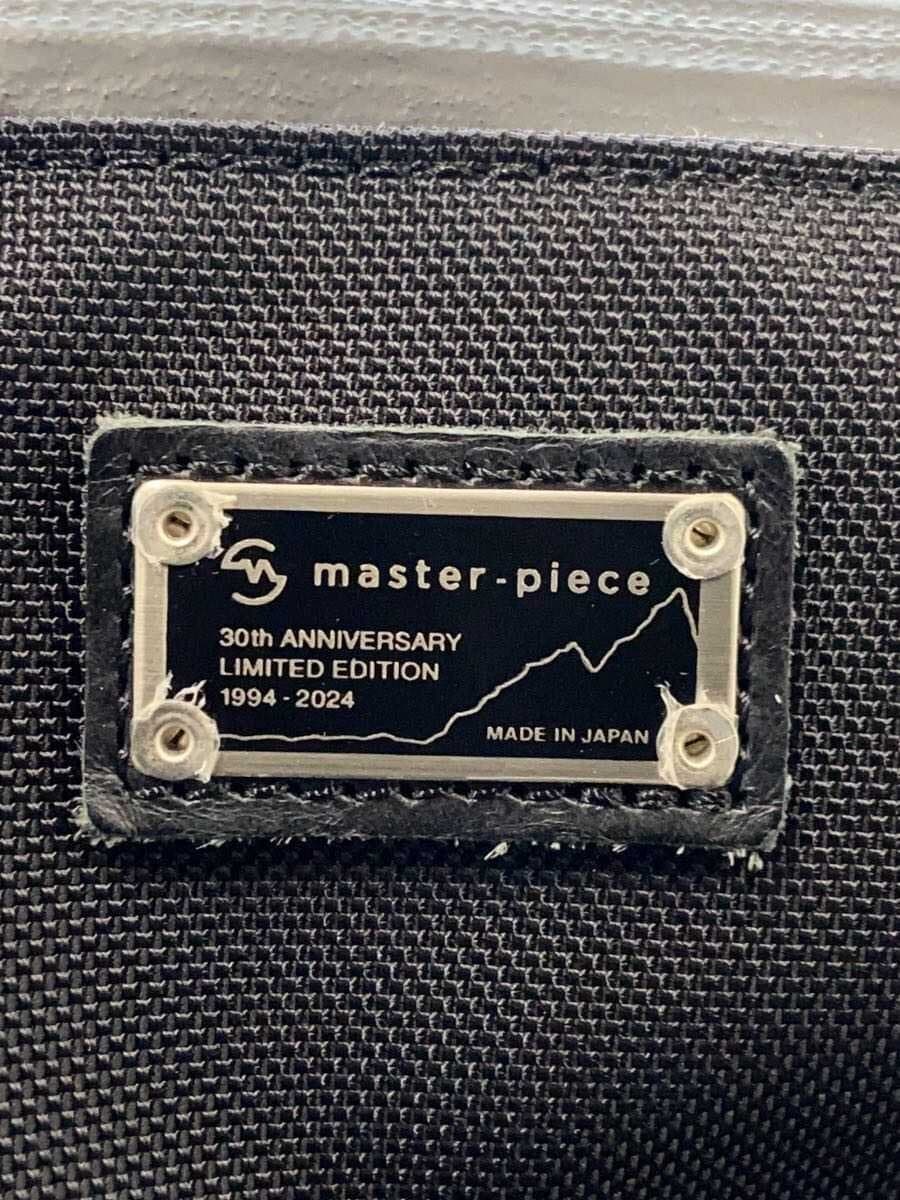 master-piece
30th ANNIVERSARY
LIMITED EDITION
1994-2024
MADE IN JAPAN